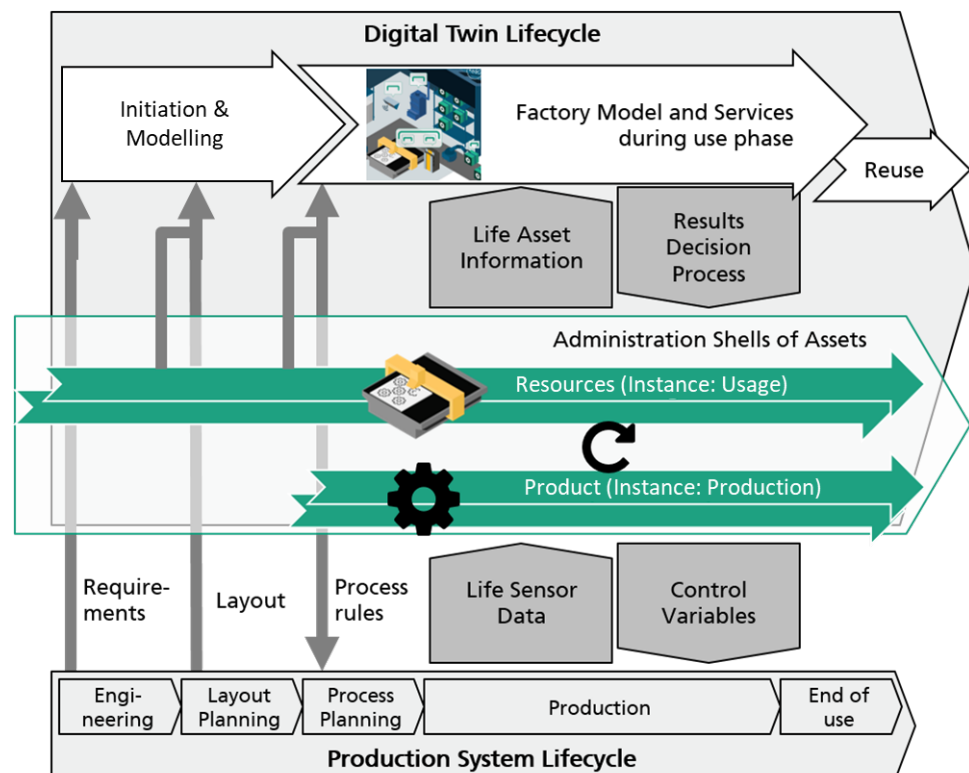 Digital Twin Lifecycle
Initiation &
Modelling
Factory Model and Services
during use phase
Reuse
Life Asset
Information
Results
Decision
Process
Administration Shells of Assets
Resources (Instance: Usage)
Product (Instance: Production)
Require-
ments
Layout
Process
rules
Life Sensor
Data
Control
Variables
Engi-
neering
Layout
Planning
Process
Planning
Production
End of
use
Production System Lifecycle